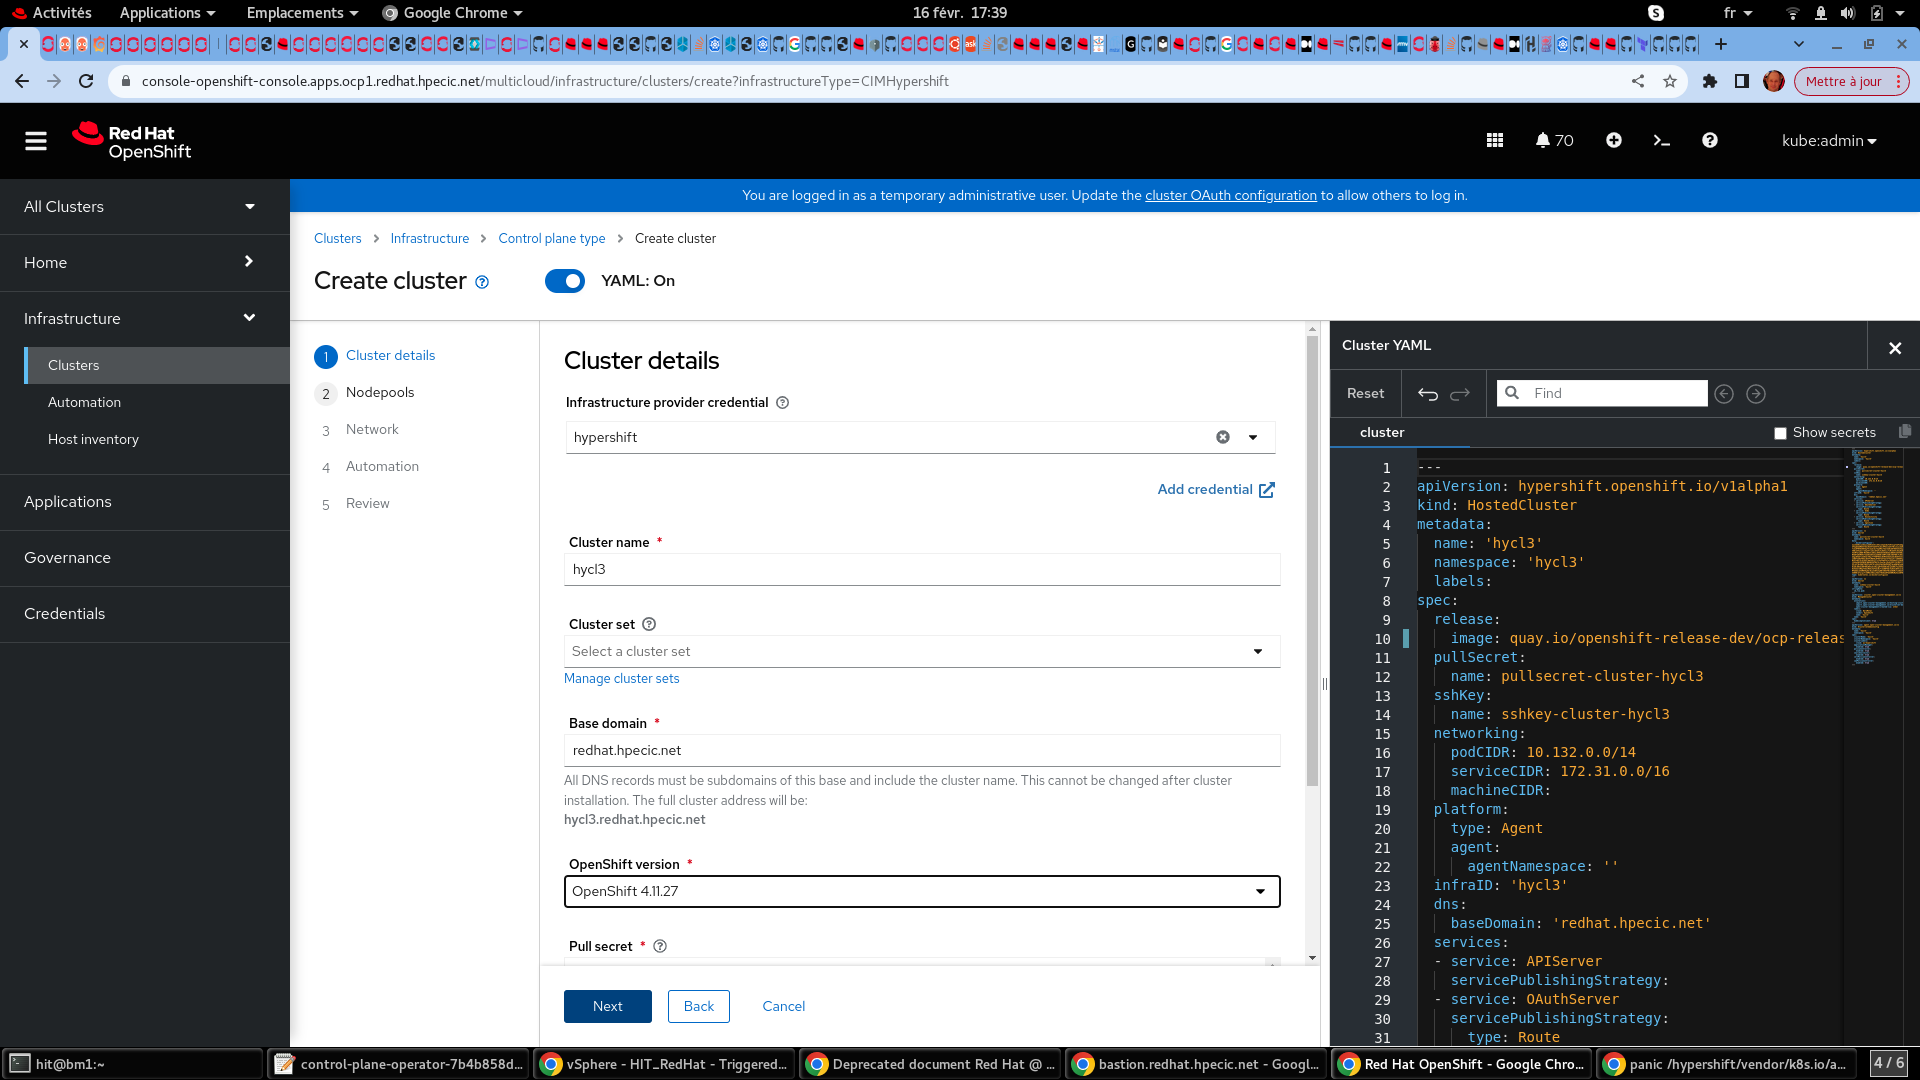 Activités
Applications
Emplacements
Google Chrome
16 févr. 17:39
fr
console-openshift-console.apps.ocp1.redhat.hpecic.net/multicloud/infrastructure/clusters/create?infrastructureType=CIMHypershift
Mettre à jour
Red Hat
OpenShift
70
kube:admin
You are logged in as a temporary administrative user. Update the cluster OAuth configuration to allow others to log in.
All Clusters
Home
Infrastructure
Clusters
Automation
Host inventory
Applications
Governance
Credentials
Clusters
Infrastructure
Control plane type
Create cluster
Create cluster
YAML: On
1 Cluster details
2 Nodepools
3 Network
4 Automation
5 Review
Cluster details
Infrastructure provider credential
hypershift
Add credential
Cluster name *
hycl3
Cluster set
Select a cluster set
Manage cluster sets
Base domain *
redhat.hpecic.net
All DNS records must be subdomains of this base and include the cluster name. This cannot be changed after cluster
installation. The full cluster address will be:
hycl3.redhat.hpecic.net
OpenShift version *
OpenShift 4.11.27
Pull secret *
Next
Back
Cancel
Cluster YAML
Reset
Find
cluster
Show secrets
1 ---
2 apiVersion: hypershift.openshift.io/v1alpha1
3 kind: HostedCluster
4 metadata:
5 name: 'hycl3'
6 namespace: 'hycl3'
7 labels:
8 spec:
9 release:
10 image: quay.io/openshift-release-dev/ocp-releas
11 pullSecret:
12 name: pullsecret-cluster-hycl3
13 sshKey:
14 name: sshkey-cluster-hycl3
15 networking:
16 podCIDR: 10.132.0.0/14
17 serviceCIDR: 172.31.0.0/16
18 machineCIDR:
19 platform:
20 type: Agent
21 agent:
22 agentNamespace: ''
23 infraID: 'hycl3'
24 dns:
25 baseDomain: 'redhat.hpecic.net'
26 services:
27 - service: APIServer
28 servicePublishingStrategy:
29 - service: OAuthServer
30 servicePublishingStrategy:
31 type: Route
hit@bm1:~
control-plane-operator-7b4b858d...
vSphere - HIT_RedHat - Triggered...
Deprecated document Red Hat @ ...
bastion.redhat.hpecic.net - Googl...
Red Hat OpenShift - Google Chro...
panic /hypershift/vendor/k8s.io/a...
4 / 6